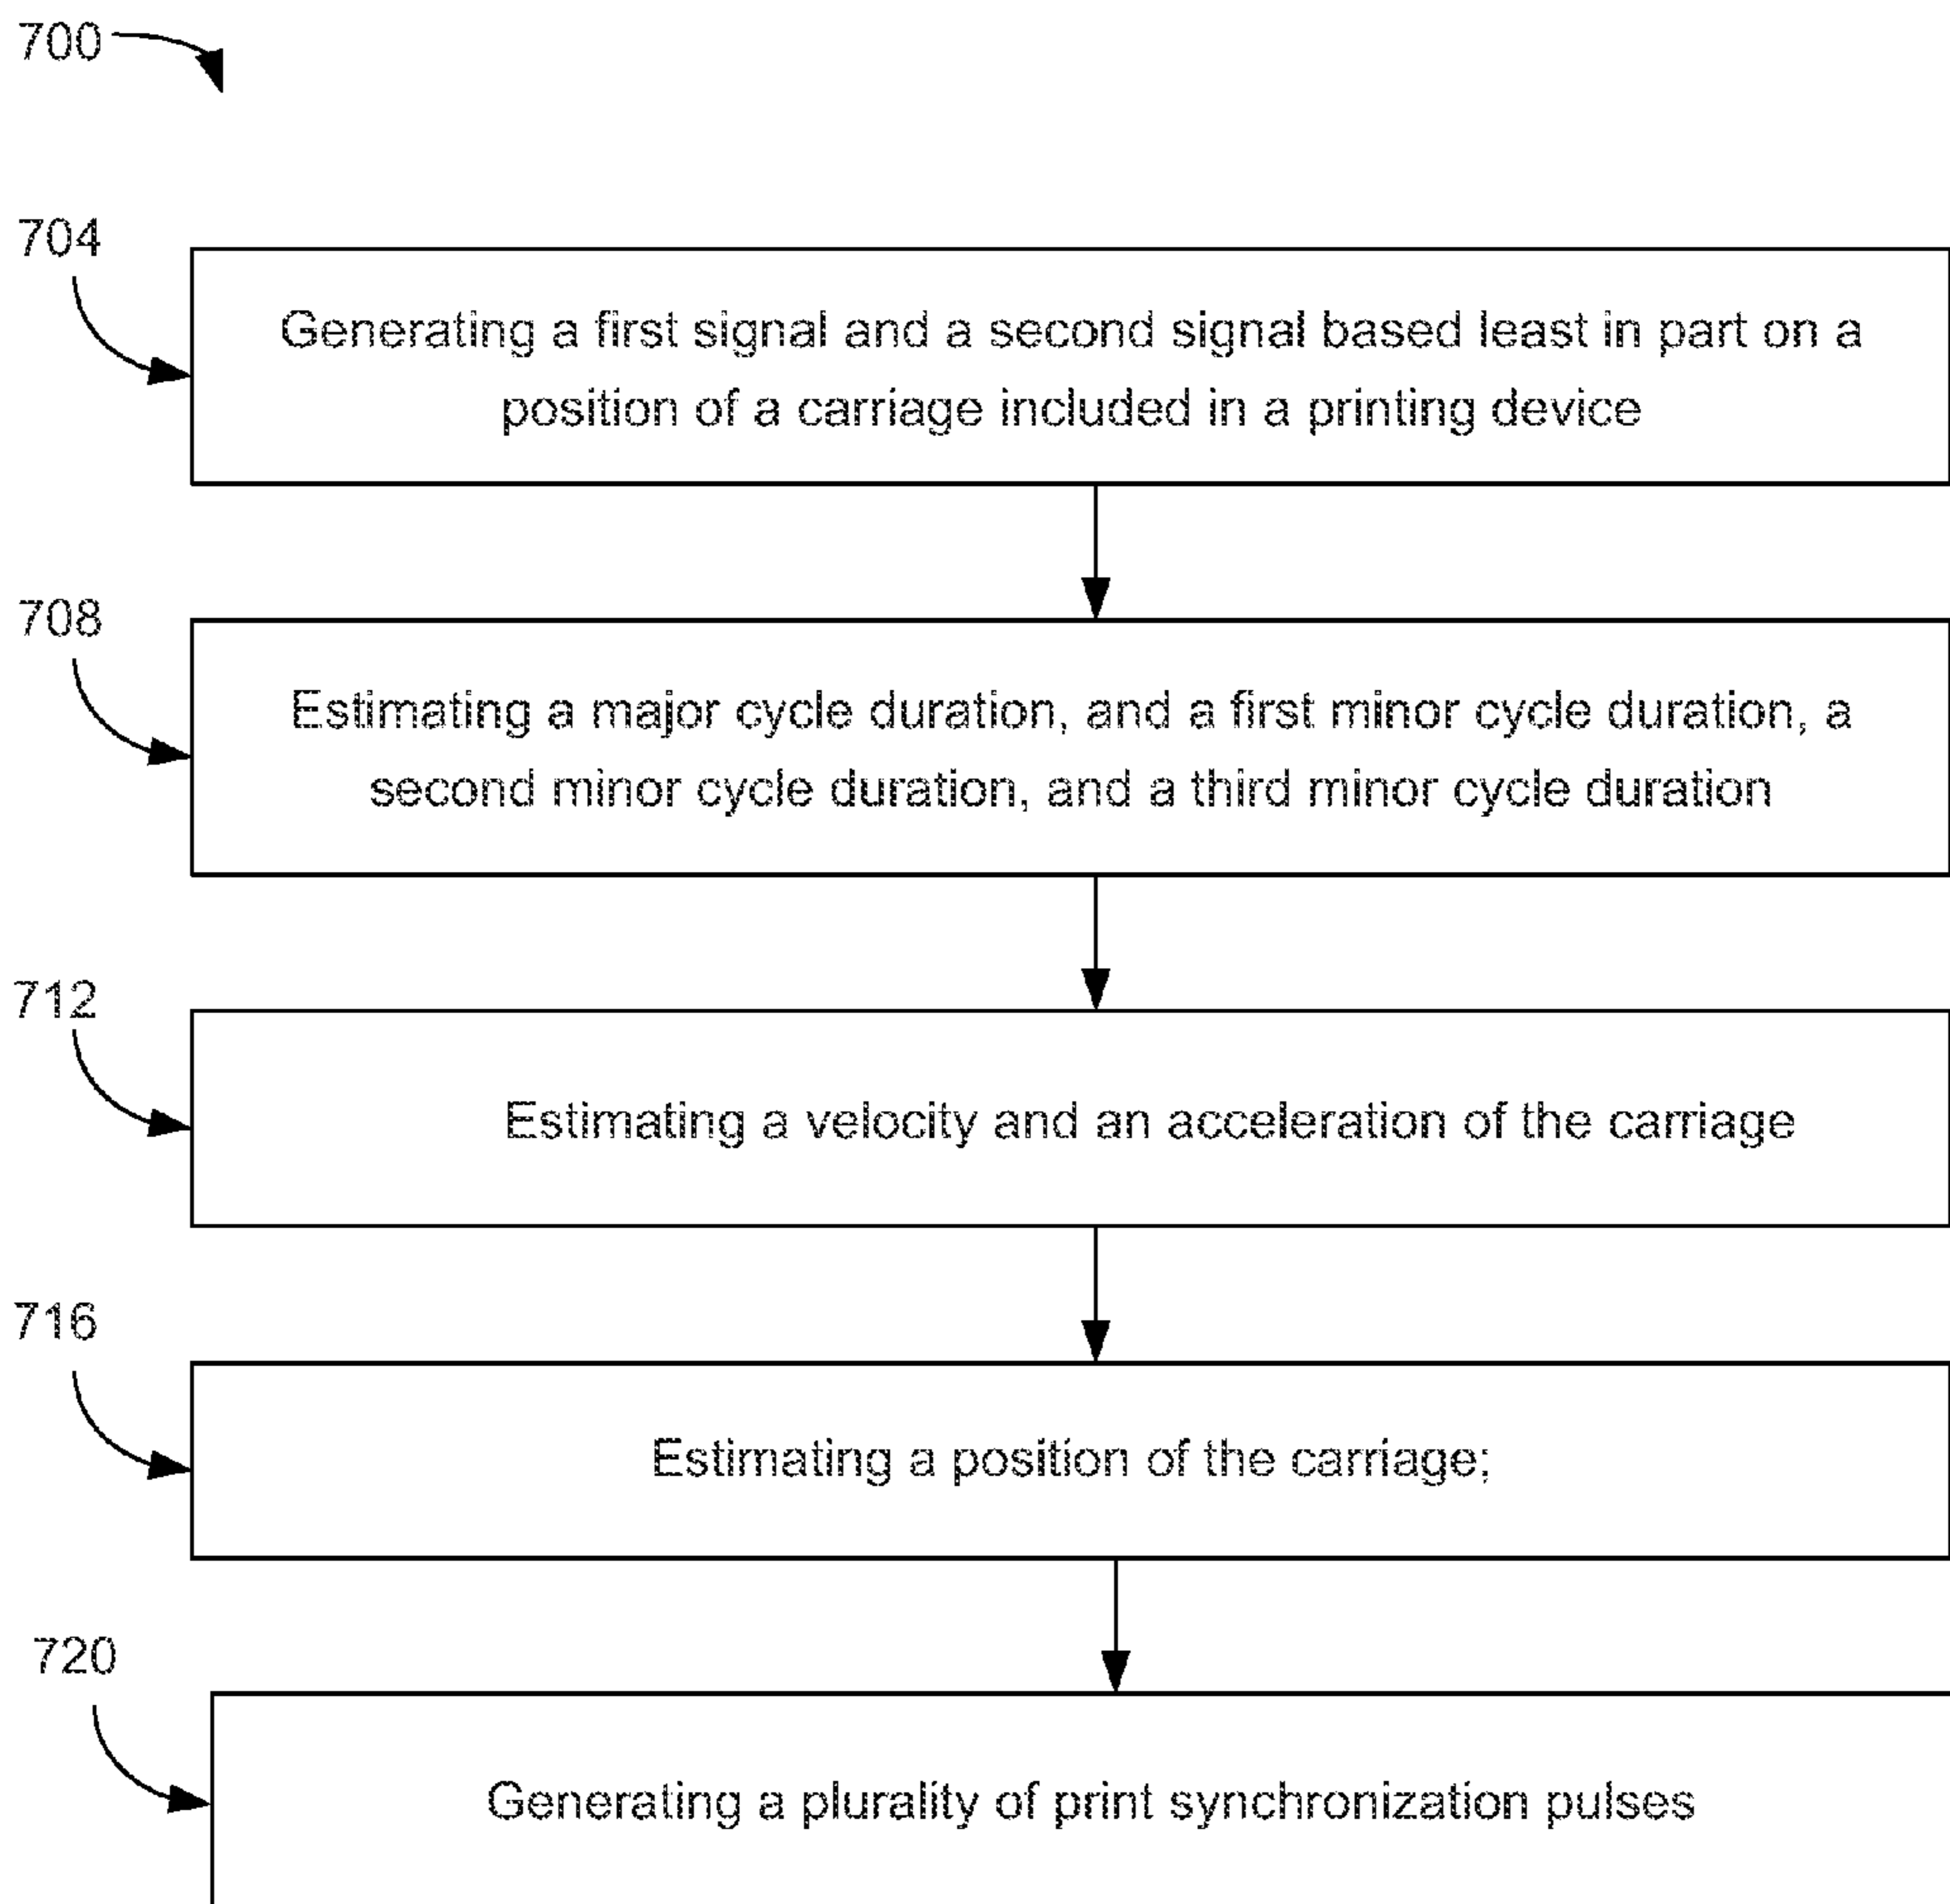 700
704
Generating a first signal and a second signal based least in part on a
position of a carriage included in a printing device
708
Estimating a major cycle duration, and a first minor cycle duration, a
second minor cycle duration, and a third minor cycle duration
712
Estimating a velocity and an acceleration of the carriage
716
Estimating a position of the carriage;
720
Generating a plurality of print synchronization pulses